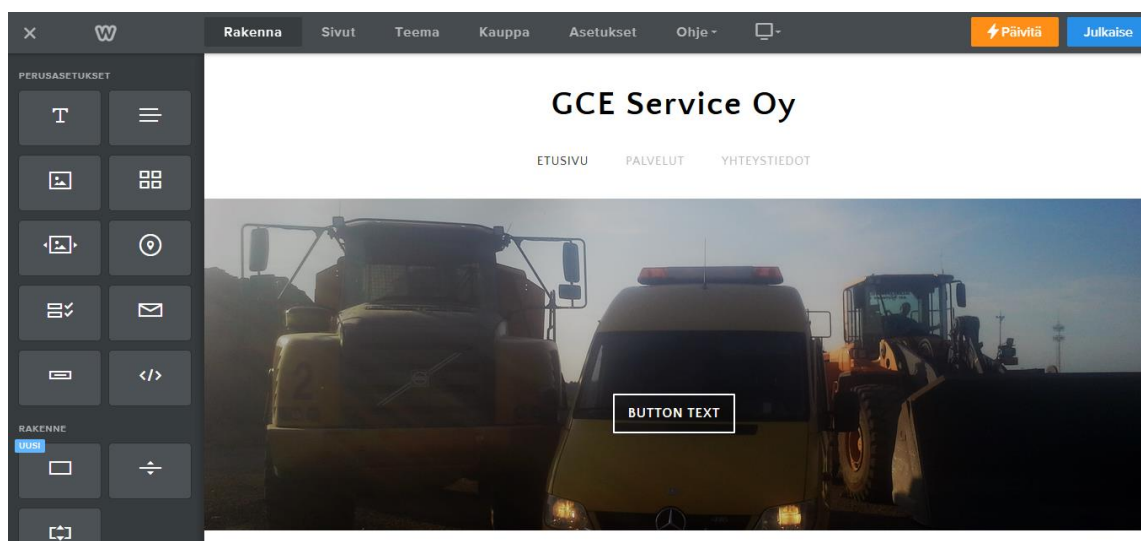 Rakenna Sivut Teema Kauppa Asetukset Ohje Päivitä Julkaise
PERUSASETUKSET
T
</>
RAKENNE
UUSI
GCE Service Oy
ETUSIVU PALVELUT YHTEYSTIEDOT
2
BUTTON TEXT